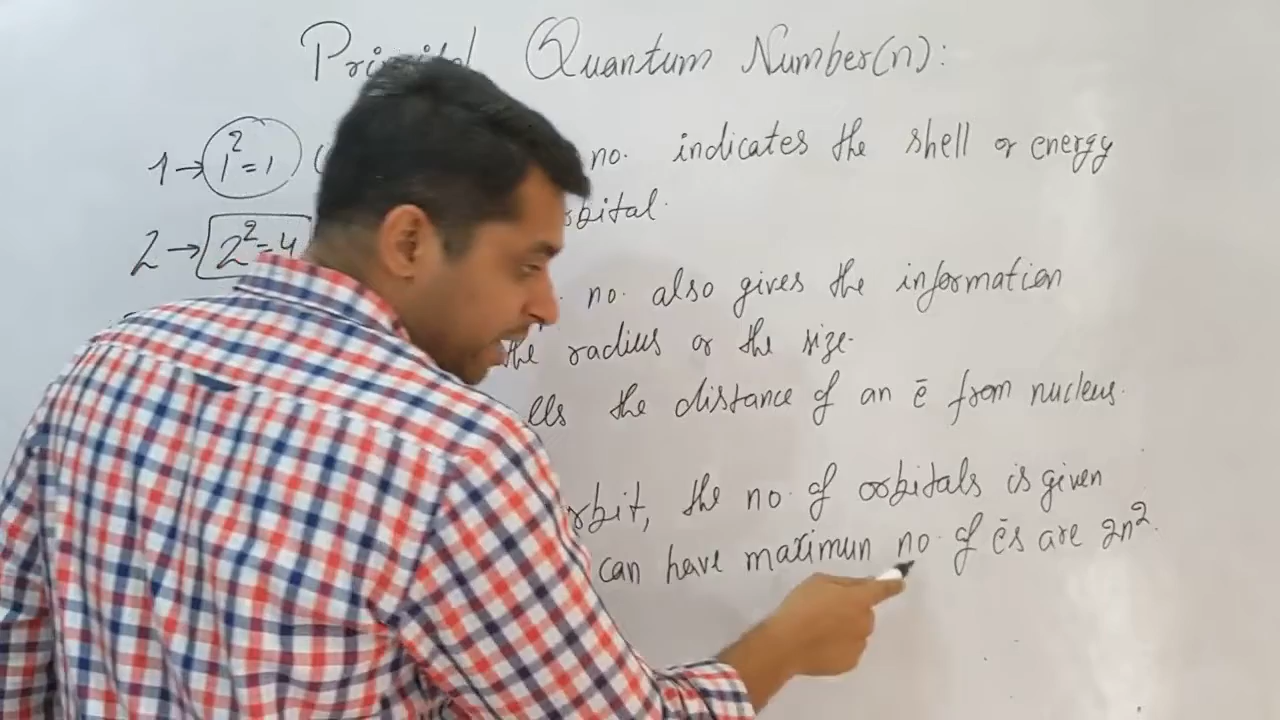 Quantum Number(n):
1→ 1²=1 ( no. indicates the shell or energy
2→ 2²=4 bital.
no. also gives the information
the radius or the size.
lls the distance of an ē from nucleus.
rbit, the no. of orbitals is given
can have maximun no. of ēs are 2n².